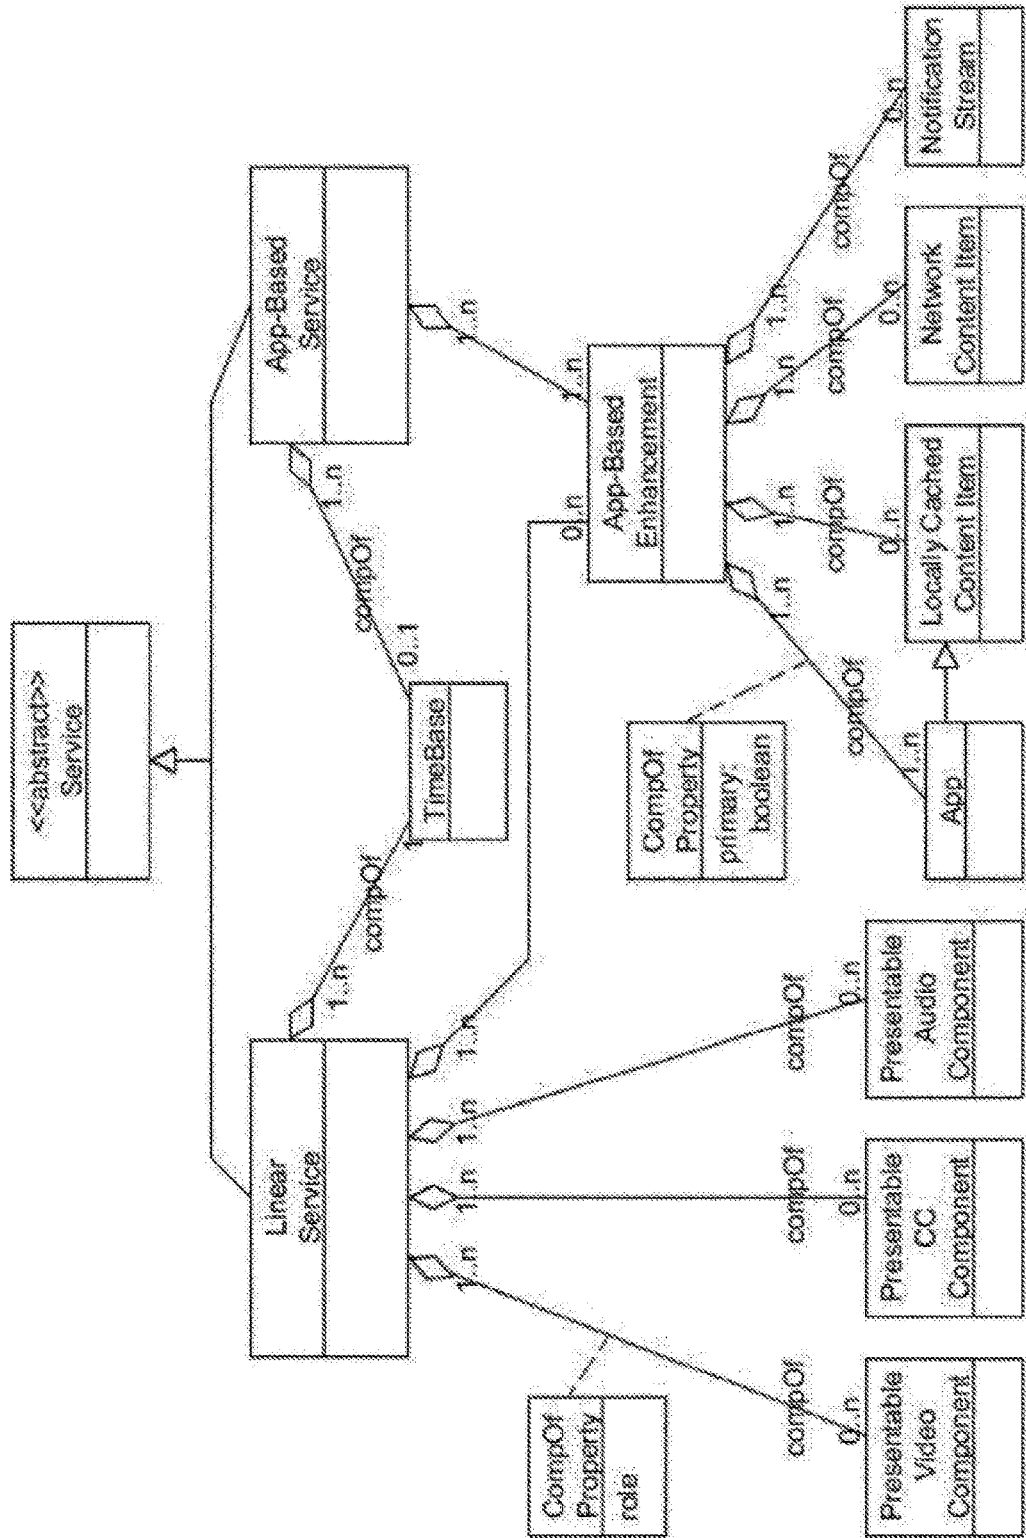 <<abstract>>
Service
Linear
Service
App-Based
Service
1..n
compOf
1
TimeBase
0..1
compOf
1..n
1..n
1..n
1..n
1..n
1..n
1..n
0..n
App-Based
Enhancement
CompOf
Property
role
CompOf
Property
primary:
boolean
1..n
1..n
1..n
1..n
compOf
compOf
compOf
compOf
compOf
compOf
compOf
0..n
0..n
0..n
1..n
0..n
0..n
0..n
Presentable
Video
Component
Presentable
CC
Component
Presentable
Audio
Component
App
Locally Cached
Content Item
Network
Content Item
Notification
Stream